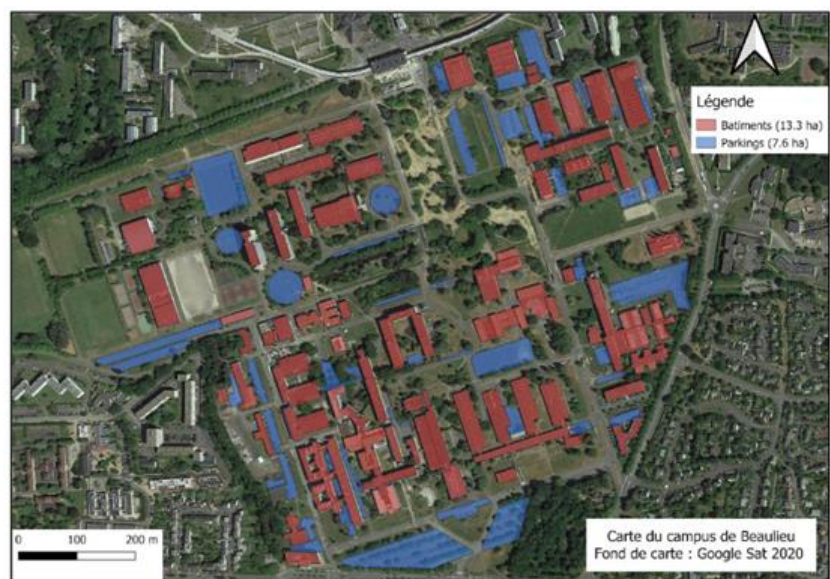 Légende
Batiments (13.3 ha)
Parkings (7.6 ha)
0 100 200 m
Carte du campus de Beaulieu
Fond de carte : Google Sat 2020